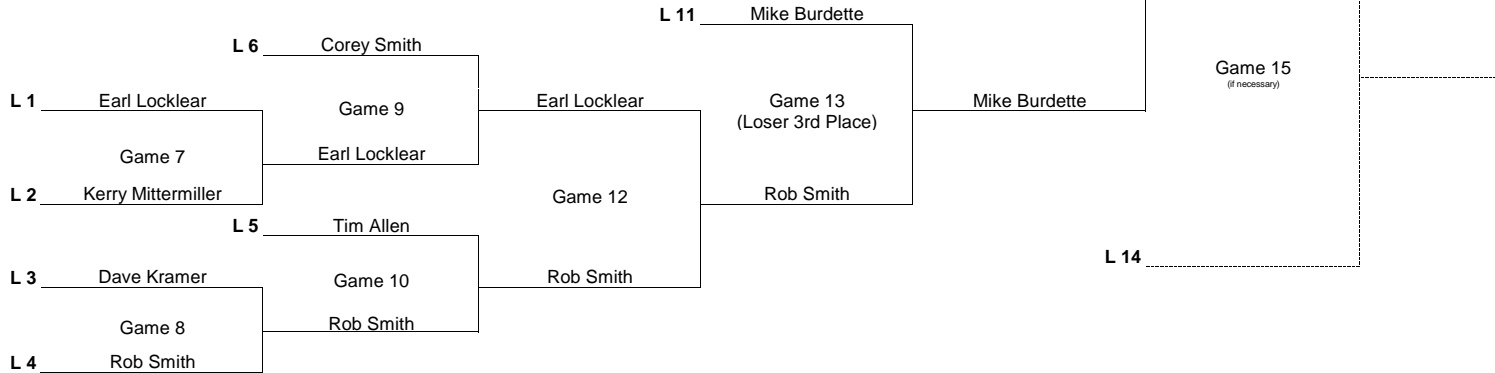 L 11 Mike Burdette
L 6 Corey Smith
Game 15
(if necessary)
L 1 Earl Locklear
Game 9
Earl Locklear
Game 13
(Loser 3rd Place)
Mike Burdette
Game 7
Earl Locklear
L 2 Kerry Mittermiller
Game 12
Rob Smith
L 5 Tim Allen
L 14
L 3 Dave Kramer
Game 10
Rob Smith
Game 8
Rob Smith
L 4 Rob Smith